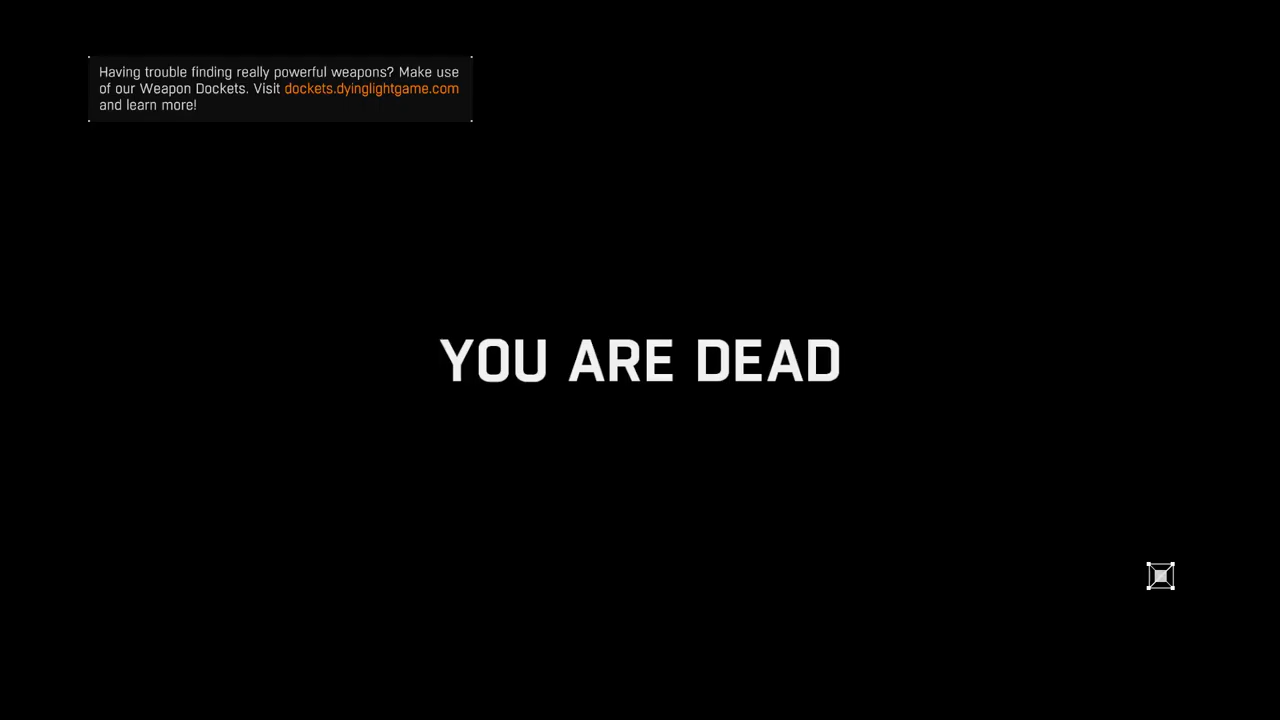 Having trouble finding really powerful weapons? Make use
of our Weapon Dockets. Visit dockets.dyinglightgame.com
and learn more!
YOU ARE DEAD